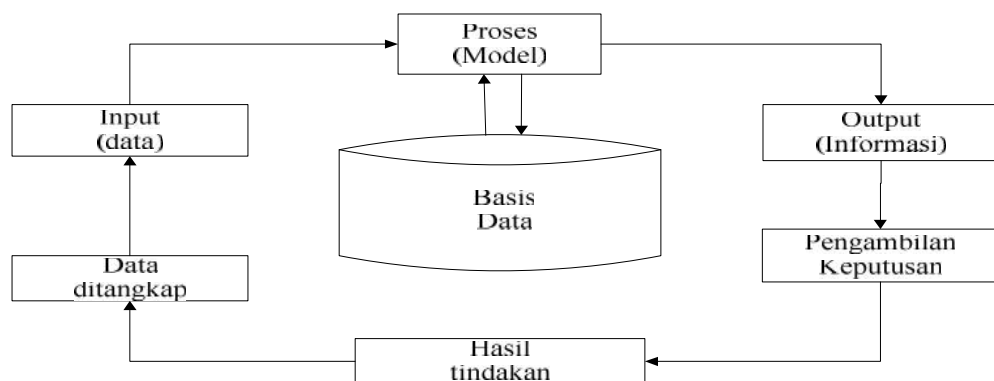 Proses
(Model)
Input
(data)
Output
(Informasi)
Basis
Data
Pengambilan
Keputusan
Data
ditangkap
Hasil
tindakan